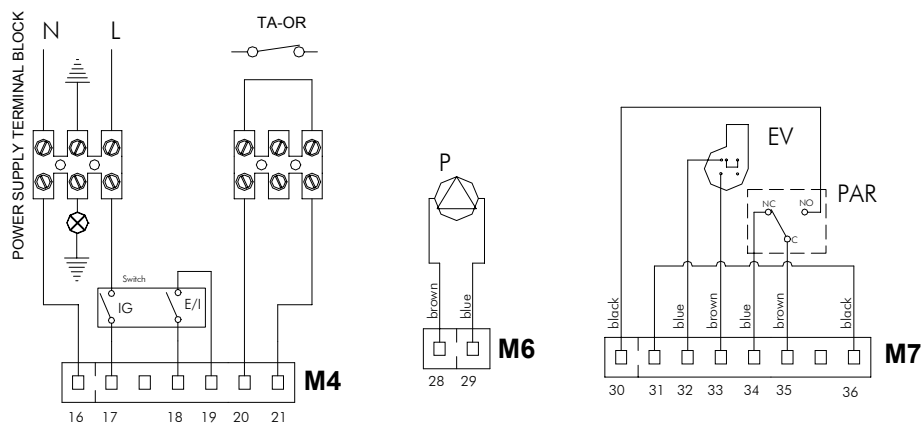 POWER SUPPLY TERMINAL BLOCK
N L
TA-OR
Switch
IG E/I
M4
16 17 18 19 20 21
P
brown blue
M6
28 29
EV
PAR
NC NO
C
black blue brown blue brown black
M7
30 31 32 33 34 35 36